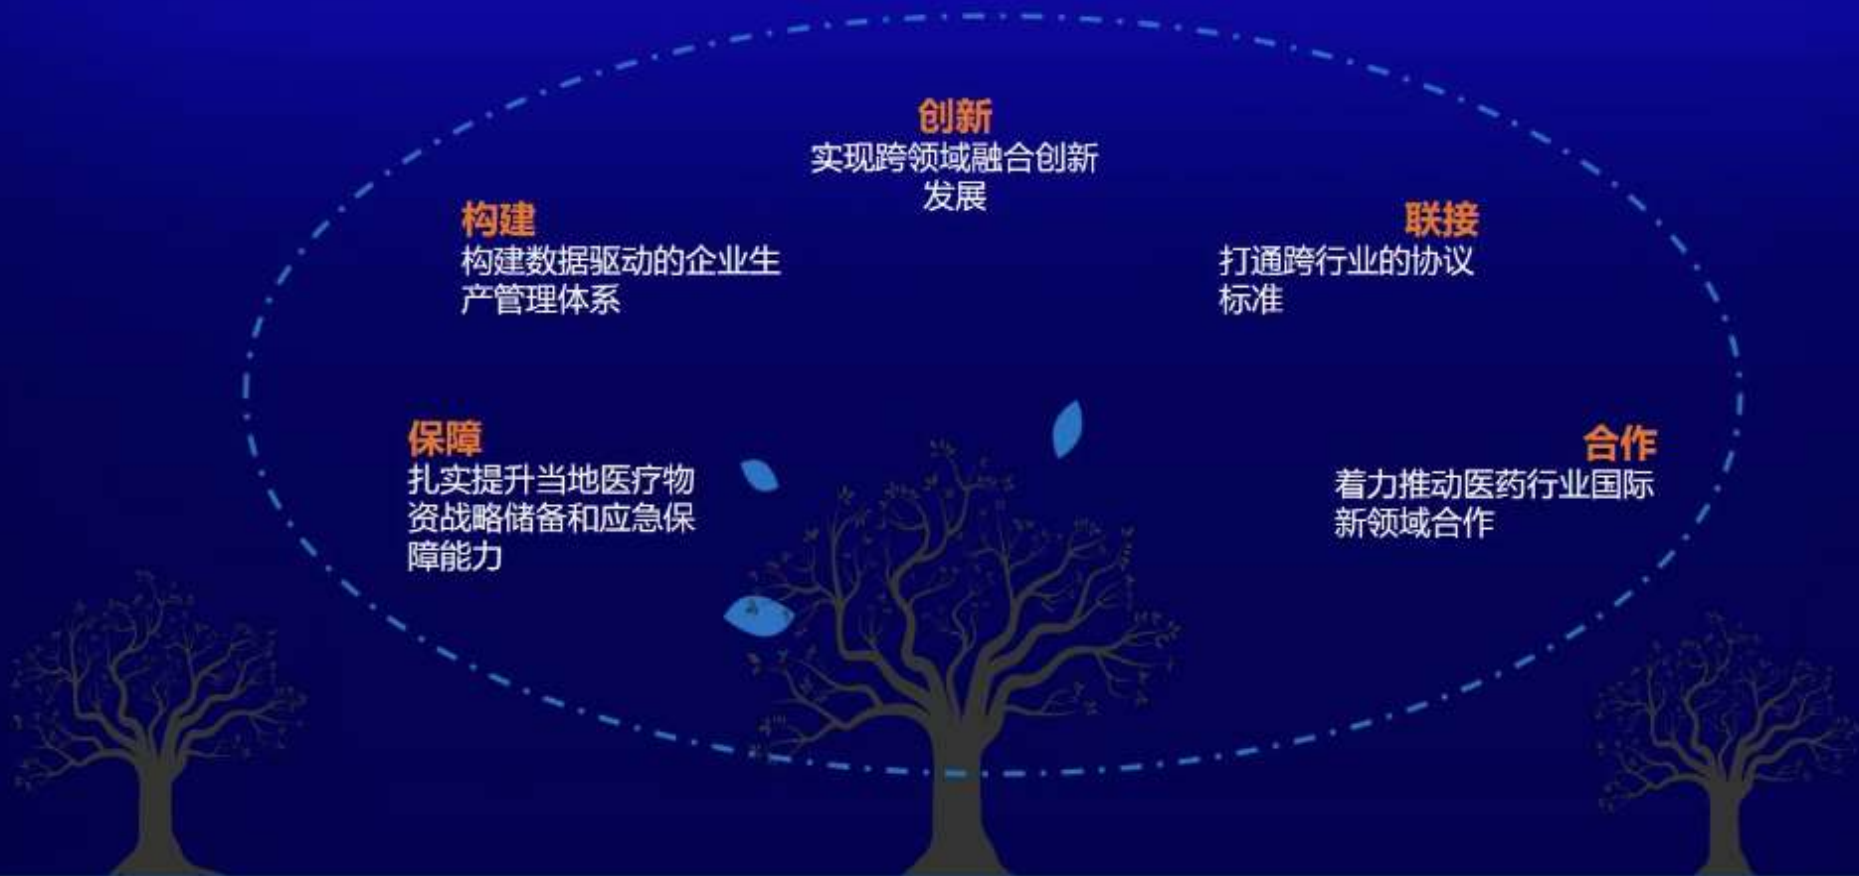 创新
实现跨领域融合创新
发展
构建
构建数据驱动的企业生
产管理体系
联接
打通跨行业的协议
标准
保障
扎实提升当地医疗物
资战略储备和应急保
障能力
合作
着力推动医药行业国际
新领域合作